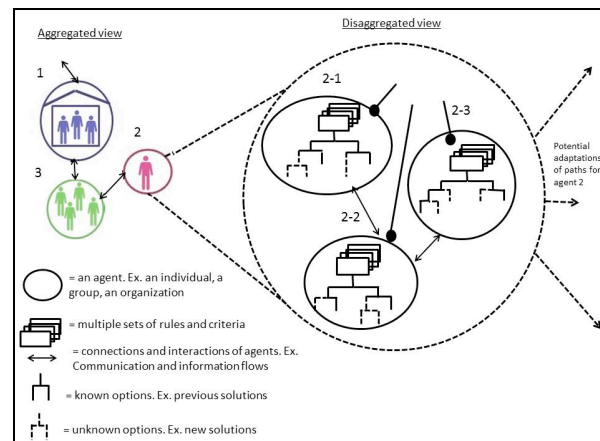 Aggregated view
Disaggregated view
1
2
3
2-1
2-3
2-2
Potential
adaptations
of paths for
agent 2
= an agent. Ex. an individual, a
group, an organization
= multiple sets of rules and criteria
= connections and interactions of agents. Ex.
Communication and information flows
= known options. Ex. previous solutions
= unknown options. Ex. new solutions